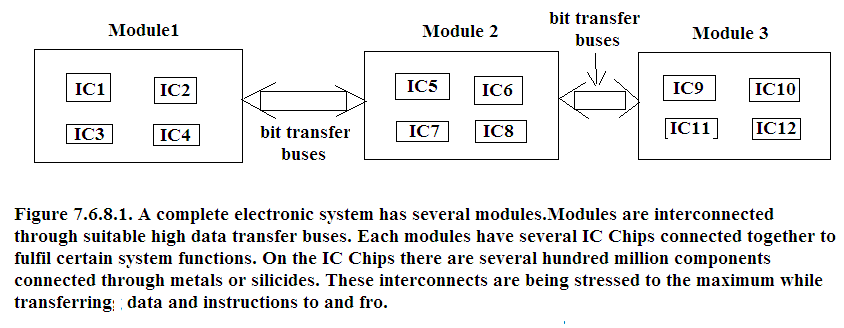 Module1
Module 2
bit transfer
buses
Module 3
IC1
IC2
IC5
IC6
IC9
IC10
IC3
IC4
bit transfer
buses
IC7
IC8
IC11
IC12
Figure 7.6.8.1. A complete electronic system has several modules.Modules are interconnected
through suitable high data transfer buses. Each modules have several IC Chips connected together to
fulfil certain system functions. On the IC Chips there are several hundred million components
connected through metals or silicides. These interconnects are being stressed to the maximum while
transferring data and instructions to and fro.